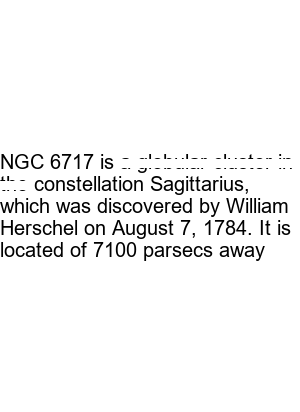 NGC 6717 is a globular cluster in
the constellation Sagittarius,
which was discovered by William
Herschel on August 7, 1784. It is
located of 7100 parsecs away